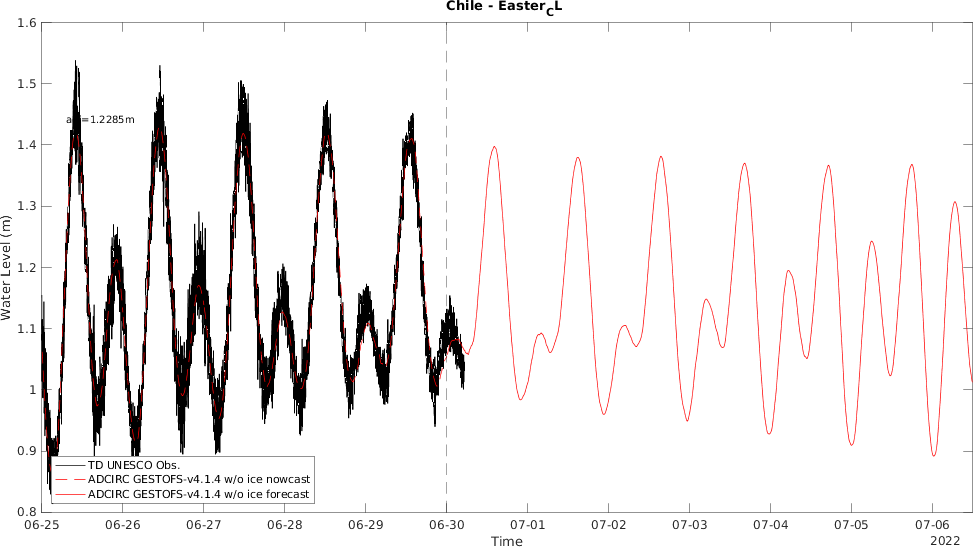 Chile - Easter_CL
1.6
1.5
1.4
1.3
1.2
1.1
1
0.9
0.8
Water Level (m)
=1.2285m
TD UNESCO Obs.
ADCIRC GESTOFS-v4.1.4 w/o ice nowcast
ADCIRC GESTOFS-v4.1.4 w/o ice forecast
06-25 06-26 06-27 06-28 06-29 06-30 07-01 07-02 07-03 07-04 07-05 07-06
Time
2022